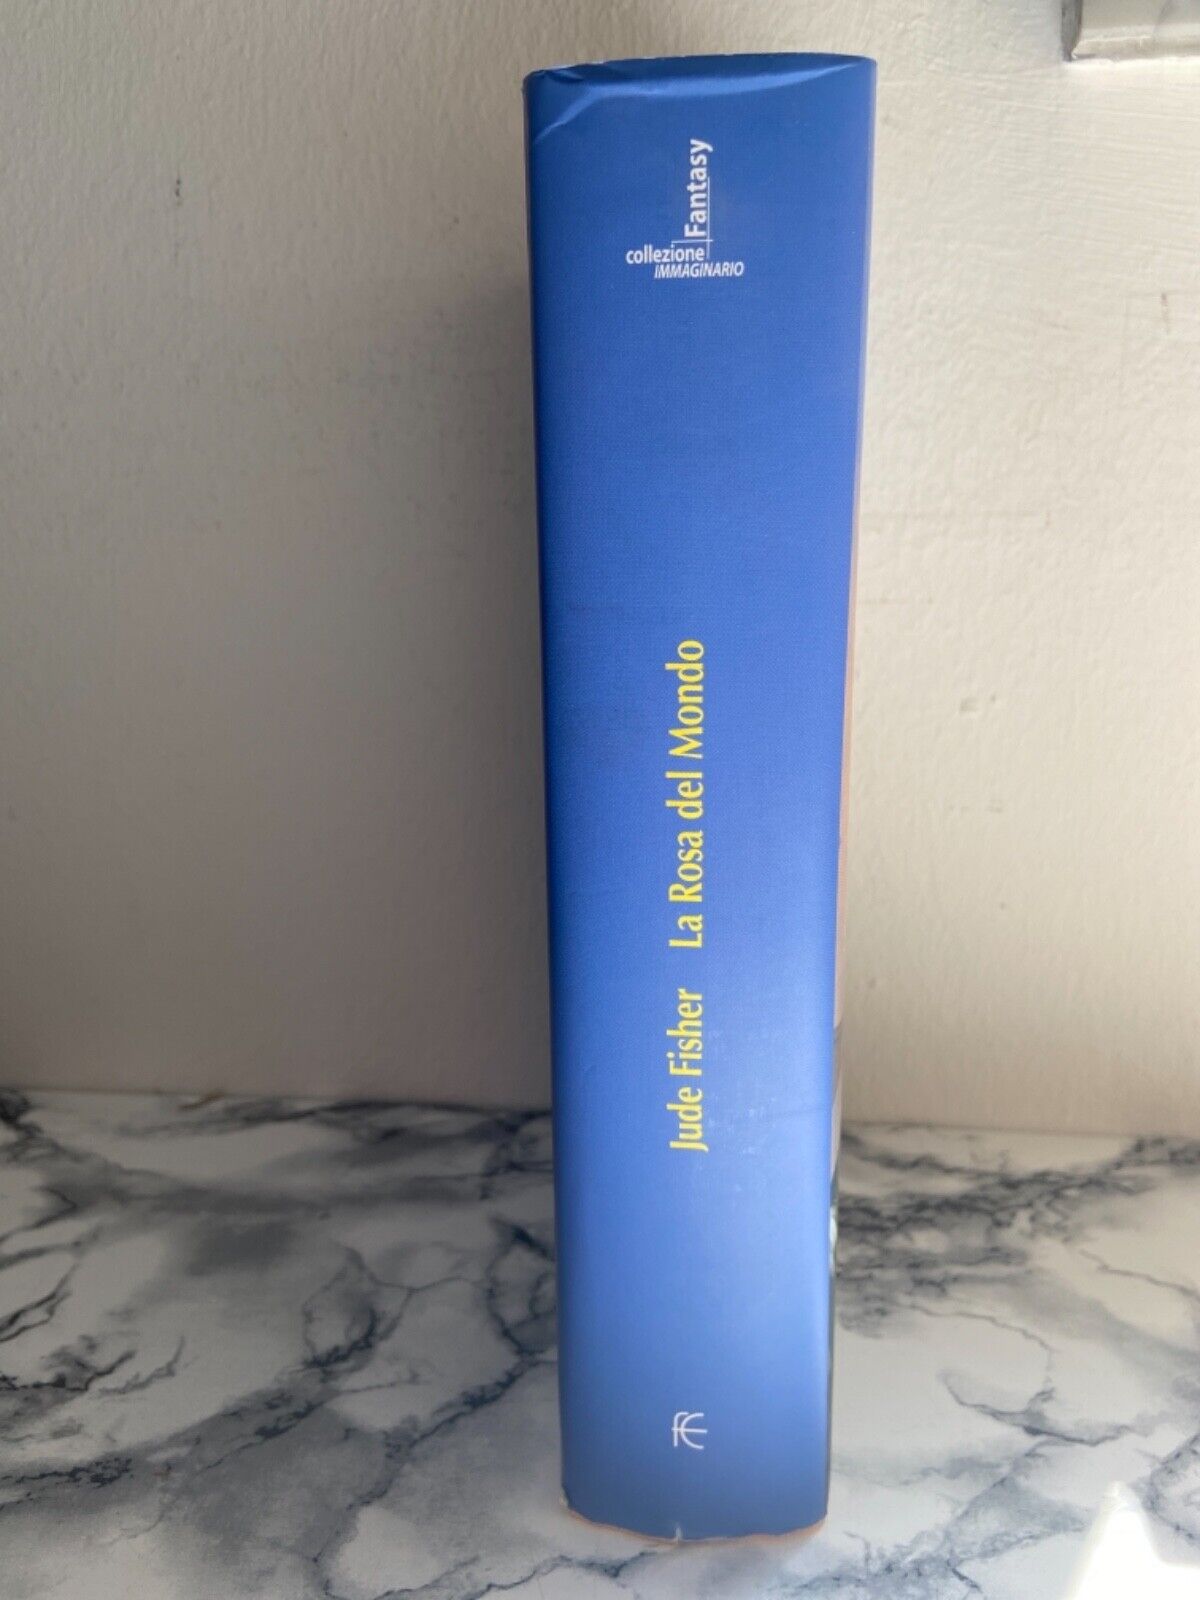 collezione Fantasy
IMMAGINARIO
Jude Fisher La Rosa del Mondo